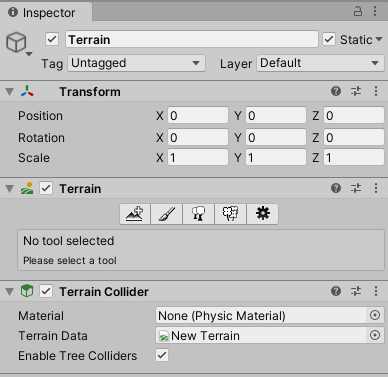 Inspector
Terrain Static
Tag Untagged Layer Default
Transform
Position X 0 Y 0 Z 0
Rotation X 0 Y 0 Z 0
Scale X 1 Y 1 Z 1
Terrain
No tool selected
Please select a tool
Terrain Collider
Material None (Physic Material)
Terrain Data New Terrain
Enable Tree Colliders